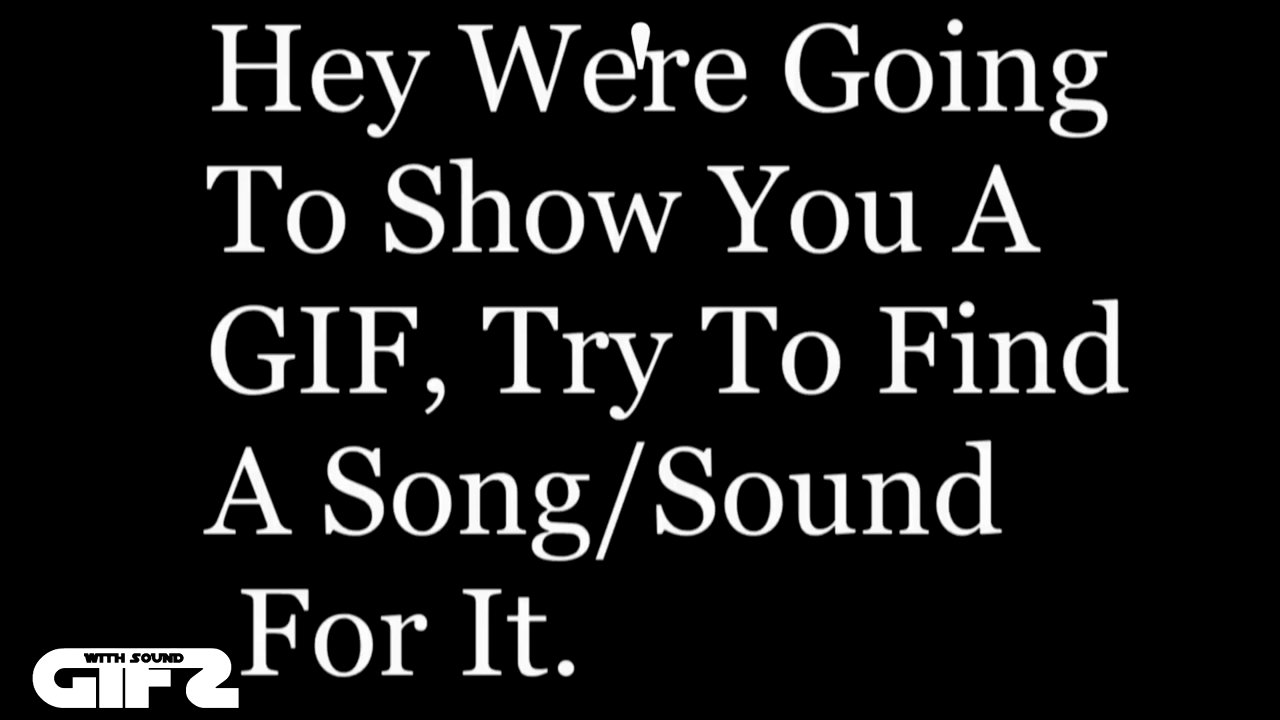 Hey We're Going
To Show You A
GIF, Try To Find
A Song/Sound
For It.
WITH SOUND
GIFS